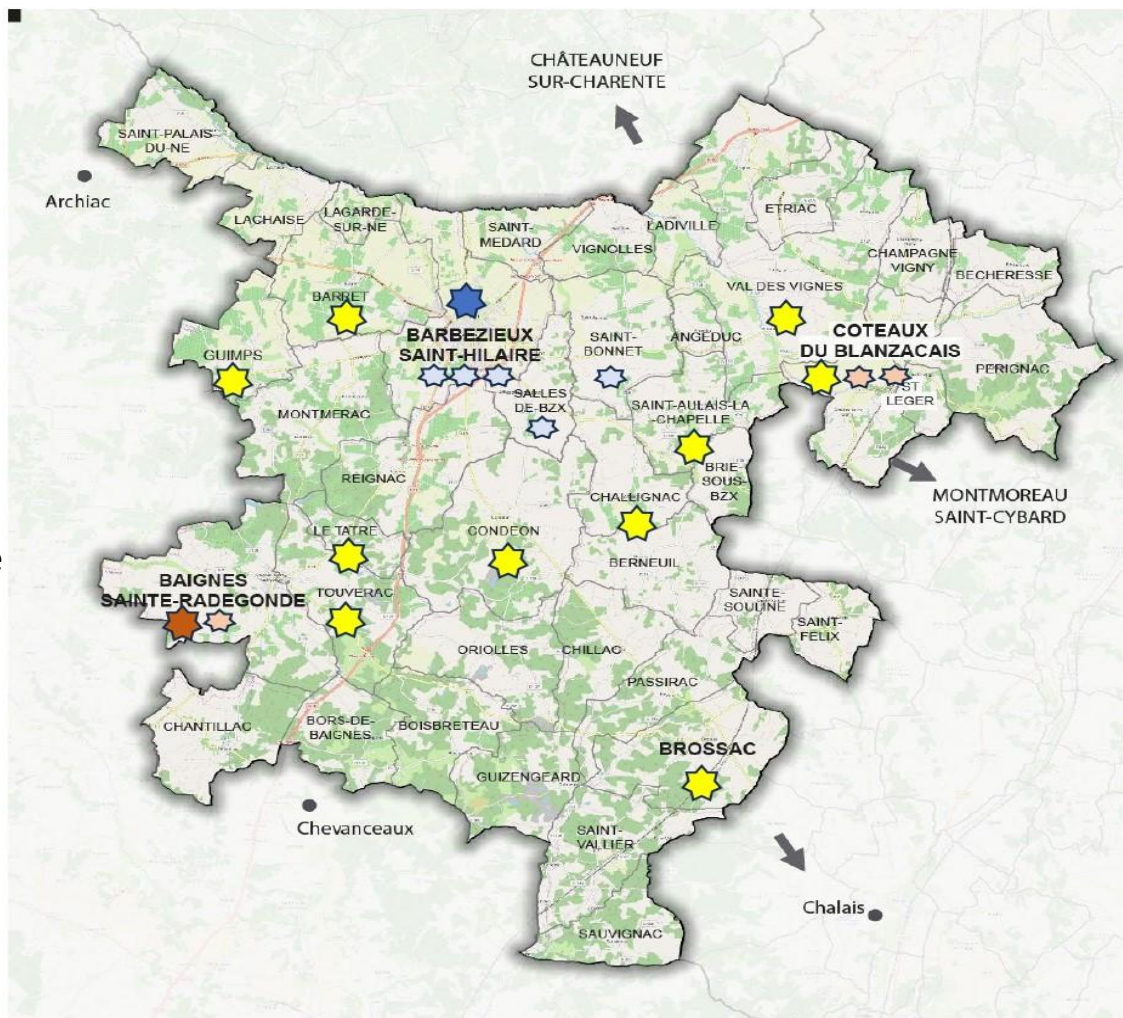 CHÂTEAUNEUF
SUR-CHARENTE
SAINT-PALAIS
DU-NE
Archiac
LACHAISE
LAGARDE-
SUR-NE
SAINT-
MEDARD
VIGNOLLES
LADIVILLE
ETRIAC
CHAMPAGNE
VIGNY
BECHERESSE
BARRET
VAL DES VIGNES
BARBEZIEUX
SAINT-HILAIRE
SAINT-
BONNET
ANGEDUC
COTEAUX
DU BLANZACAIS
PERIGNAC
GUIMPS
ST
LEGER
SALLES
DE-BZX
MONTMERAC
SAINT-AULAIS-LA
-CHAPELLE
REIGNAC
BRIE
SOUS-
BZX
MONTMOREAU
SAINT-CYBARD
CHALLIGNAC
LE TATRE
CONDEON
BERNEUIL
e
BAIGNES
SAINTE-RADEGONDE
TOUVERAC
SAINTE-
SOULINE
SAINT-
FELIX
ORIOLLES
CHILLAC
PASSIRAC
CHANTILLAC
BORS-DE-
BAIGNES
BOISBRETEAU
BROSSAC
GUIZENGEARD
Chevanceaux
SAINT-
VALLIER
Chalais
SAUVIGNAC